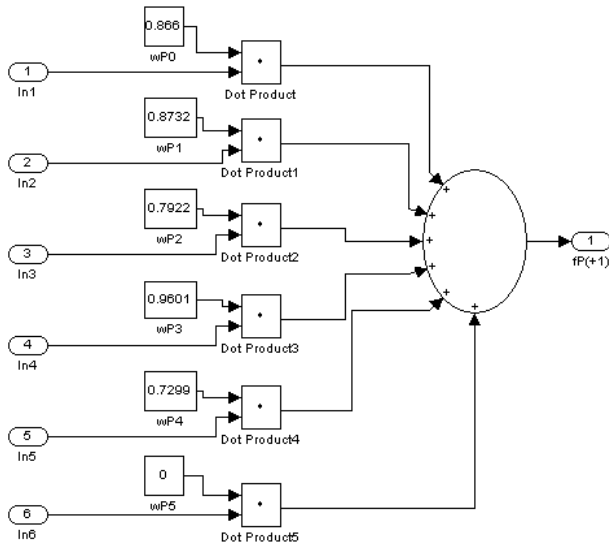 0.866
wP0
1
In1
Dot Product
0.8732
wP1
2
In2
Dot Product1
0.7922
wP2
3
In3
Dot Product2
0.9601
wP3
4
In4
Dot Product3
0.7299
wP4
5
In5
Dot Product4
0
wP5
6
In6
Dot Product5
+
+
+
+
+
+
1
fP(+1)